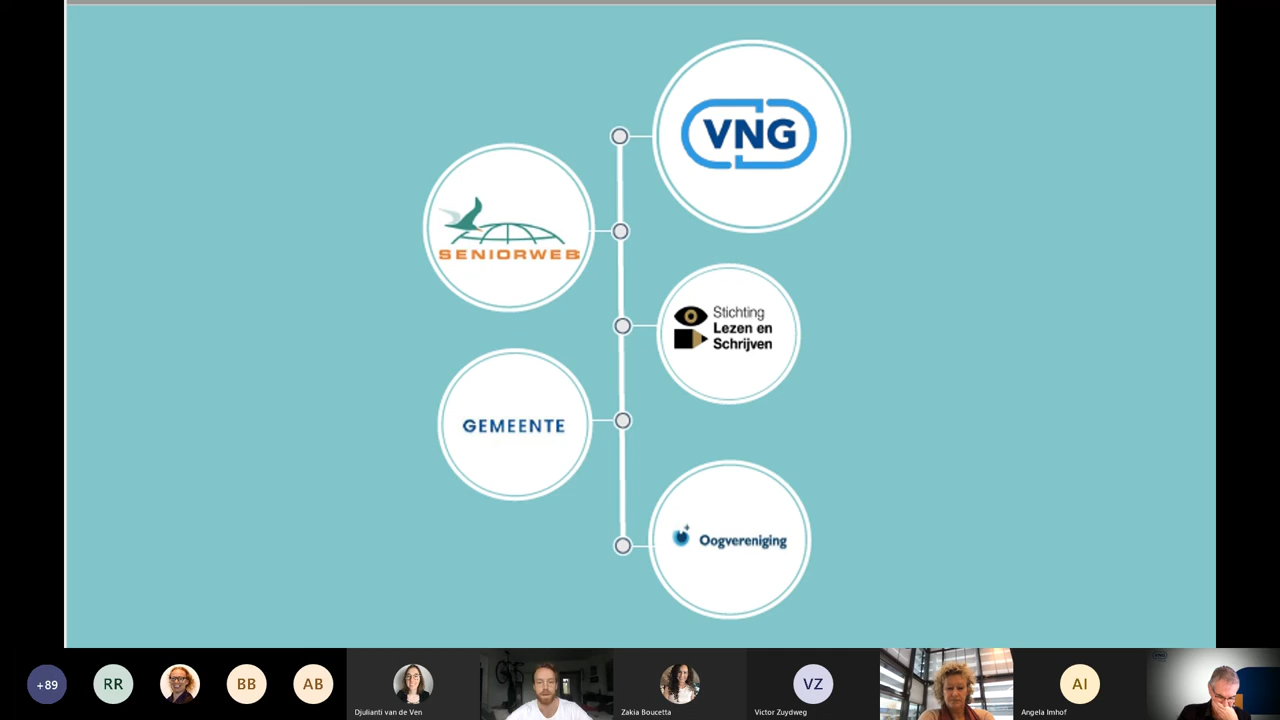 VNG
SENIORWEB
Stichting
Lezen en
Schrijven
GEMEENTE
Oogvereniging
+89
RR
BB
AB
Djulianti van de Ven
Zakia Boucetta
VZ
Victor Zuydweg
AI
Angela Imhof